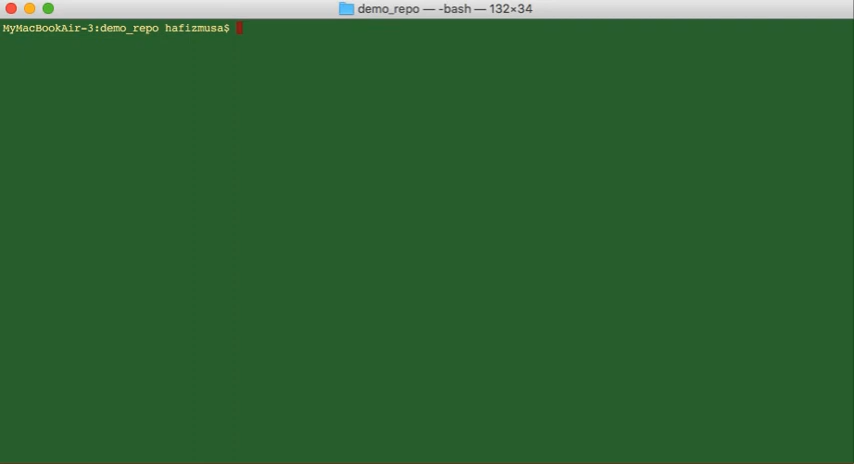 demo_repo — -bash — 132×34
MyMacBookAir-3:demo_repo hafizmusa$